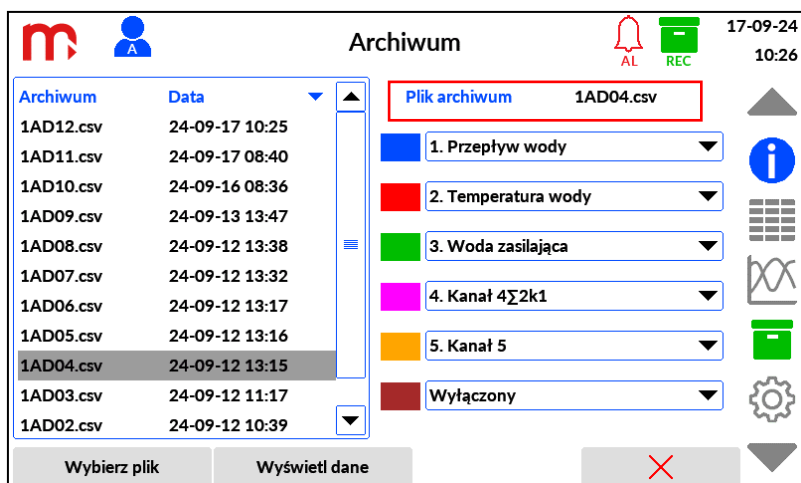 Archiwum
17-09-24
10:26
A
AL
REC
Archiwum Data
1AD12.csv 24-09-17 10:25
1AD11.csv 24-09-17 08:40
1AD10.csv 24-09-16 08:36
1AD09.csv 24-09-13 13:47
1AD08.csv 24-09-12 13:38
1AD07.csv 24-09-12 13:32
1AD06.csv 24-09-12 13:17
1AD05.csv 24-09-12 13:16
1AD04.csv 24-09-12 13:15
1AD03.csv 24-09-12 11:17
1AD02.csv 24-09-12 10:39
Plik archiwum 1AD04.csv
1. Przepływ wody
2. Temperatura wody
3. Woda zasilająca
4. Kanał 4∑2k1
5. Kanał 5
Wyłączony
Wybierz plik
Wyświetl dane